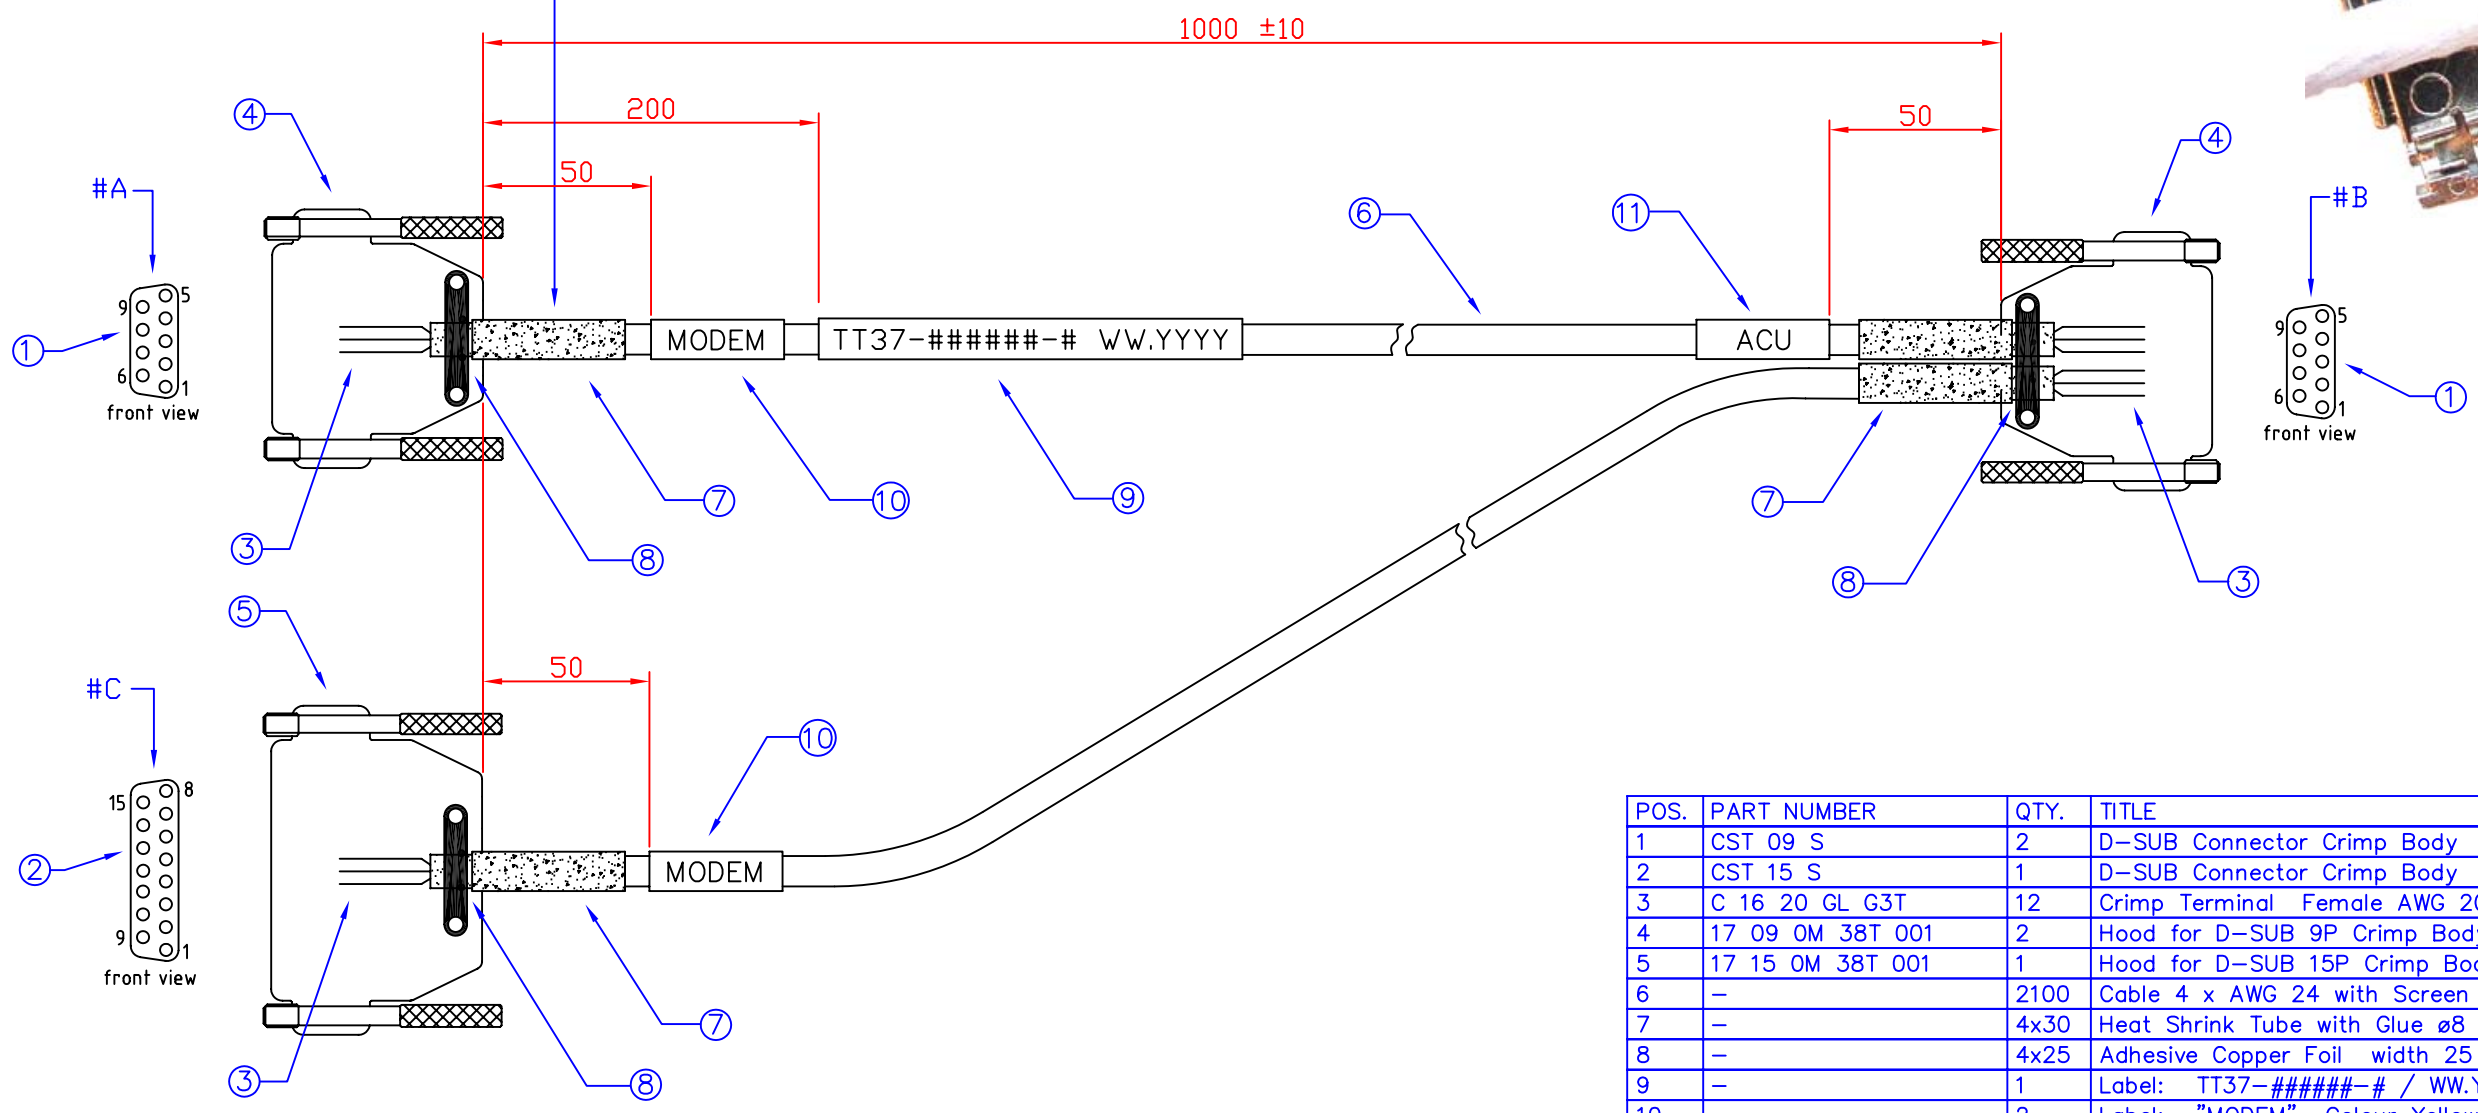 1000 ±10
200
50
50
④
④
#A
#B
⑥
⑪
9
5
6
1
front view
①
MODEM
TT37-######-# WW.YYYY
ACU
9
5
6
1
front view
①
③
⑧
⑦
⑩
⑨
⑦
⑧
③
⑤
#C
50
⑩
15
8
9
1
front view
②
MODEM
③
⑧
⑦
POS. PART NUMBER QTY. TITLE
1 CST 09 S 2 D-SUB Connector Crimp Body
2 CST 15 S 1 D-SUB Connector Crimp Body
3 C 16 20 GL G3T 12 Crimp Terminal Female AWG
4 17 09 0M 38T 001 2 Hood for D-SUB 9P Crimp
5 17 15 0M 38T 001 1 Hood for D-SUB 15P Crimp
6 - 2100 Cable 4 x AWG 24 with Screen
7 - 4x30 Heat Shrink Tube with Glue ø8
8 - 4x25 Adhesive Copper Foil width 25
9 - 1 Label: TT37-######-# /
10 "MODEM"